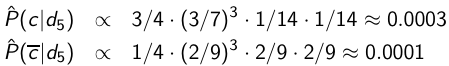 P̂(c|d₅) ∝ 3/4 · (3/7)³ · 1/14 · 1/14 ≈ 0.0003
P̂(c̅|d₅) ∝ 1/4 · (2/9)³ · 2/9 · 2/9 ≈ 0.0001